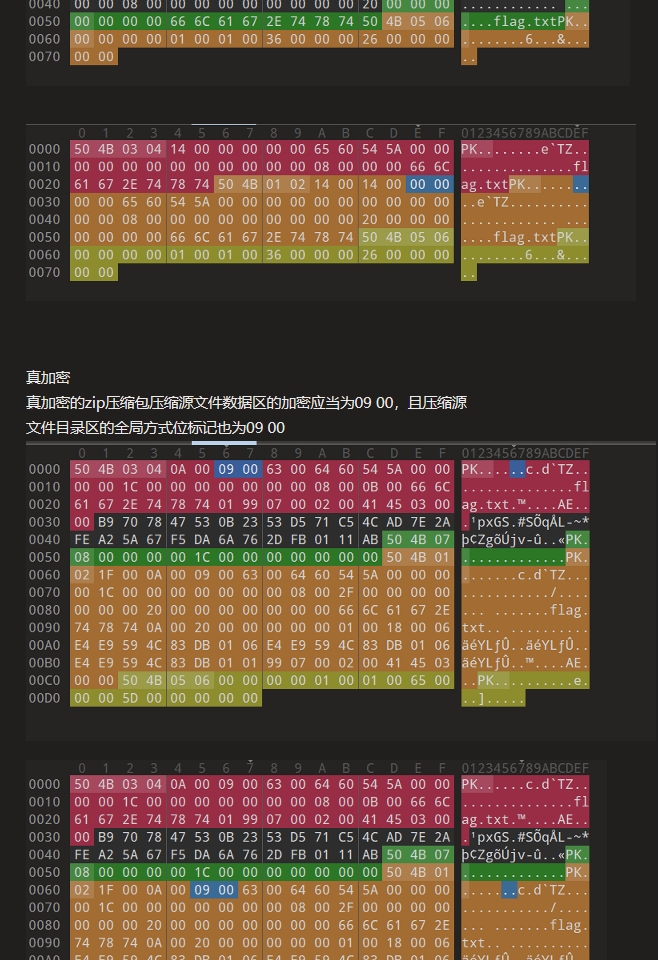 0040 00 00 08 00 00 00 00 00 00 00 00 00 20 00 00 00 ............ ...
0050 00 00 00 00 66 6C 61 67 2E 74 78 74 50 4B 05 06 ....flag.txtPK..
0060 00 00 00 00 01 00 01 00 36 00 00 00 26 00 00 00 ........6...&...
0070 00 00 ..
0 1 2 3 4 5 6 7 8 9 A B C D E F 0123456789ABCDEF
0000 50 4B 03 04 14 00 00 00 00 00 65 60 54 5A 00 00 PK........e`TZ..
0010 00 00 00 00 00 00 00 00 00 00 08 00 00 00 66 6C ..............fl
0020 61 67 2E 74 78 74 50 4B 01 02 14 00 14 00 00 00 ag.txtPK........
0030 00 00 65 60 54 5A 00 00 00 00 00 00 00 00 00 00 ..e`TZ..........
0040 00 00 08 00 00 00 00 00 00 00 00 00 20 00 00 00 ............ ...
0050 00 00 00 00 66 6C 61 67 2E 74 78 74 50 4B 05 06 ....flag.txtPK..
0060 00 00 00 00 01 00 01 00 36 00 00 00 26 00 00 00 ........6...&...
0070 00 00 ..
真加密
真加密的zip压缩包压缩源文件数据区的加密应当为09 00，且压缩源
文件目录区的全局方式位标记也为09 00
0 1 2 3 4 5 6 7 8 9 A B C D E F 0123456789ABCDEF
0000 50 4B 03 04 0A 00 09 00 63 00 64 60 54 5A 00 00 PK......c.d`TZ..
0010 00 00 1C 00 00 00 00 00 00 00 08 00 0B 00 66 6C ..............fl
0020 61 67 2E 74 78 74 01 99 07 00 02 00 41 45 03 00 ag.txt.™....AE..
0030 00 B9 70 78 47 53 0B 23 53 D5 71 C5 4C AD 7E 2A .¹pxGS.#SÕqÅL-~*
0040 FE A2 5A 67 F5 DA 6A 76 2D FB 01 11 AB 50 4B 07 þ¢ZgõÚjv-û..«PK.
0050 08 00 00 00 00 1C 00 00 00 00 00 00 00 50 4B 01 .............PK.
0060 02 1F 00 0A 00 09 00 63 00 64 60 54 5A 00 00 00 .......c.d`TZ...
0070 00 1C 00 00 00 00 00 00 00 08 00 2F 00 00 00 00 .........../....
0080 00 00 00 20 00 00 00 00 00 00 00 66 6C 61 67 2E ... .......flag.
0090 74 78 74 0A 00 20 00 00 00 00 00 01 00 18 00 06 txt.. ..........
00A0 E4 E9 59 4C 83 DB 01 06 E4 E9 59 4C 83 DB 01 06 äéYLƒÛ..äéYLƒÛ..
00B0 E4 E9 59 4C 83 DB 01 01 99 07 00 02 00 41 45 03 äéYLƒÛ..™....AE.
00C0 00 00 50 4B 05 06 00 00 00 00 01 00 01 00 65 00 ..PK..........e.
00D0 00 00 5D 00 00 00 00 00 ..].....
0 1 2 3 4 5 6 7 8 9 A B C D E F 0123456789ABCDEF
0000 50 4B 03 04 0A 00 09 00 63 00 64 60 54 5A 00 00 PK......c.d`TZ..
0010 00 00 1C 00 00 00 00 00 00 00 08 00 0B 00 66 6C ..............fl
0020 61 67 2E 74 78 74 01 99 07 00 02 00 41 45 03 00 ag.txt.™....AE..
0030 00 B9 70 78 47 53 0B 23 53 D5 71 C5 4C AD 7E 2A .¹pxGS.#SÕqÅL-~*
0040 FE A2 5A 67 F5 DA 6A 76 2D FB 01 11 AB 50 4B 07 þ¢ZgõÚjv-û..«PK.
0050 08 00 00 00 00 1C 00 00 00 00 00 00 00 50 4B 01 .............PK.
0060 02 1F 00 0A 00 09 00 63 00 64 60 54 5A 00 00 00 .......c.d`TZ...
0070 00 1C 00 00 00 00 00 00 00 08 00 2F 00 00 00 00 .........../....
0080 00 00 00 20 00 00 00 00 00 00 00 66 6C 61 67 2E ... .......flag.
0090 74 78 74 0A 00 20 00 00 00 00 00 01 00 18 00 06 txt.. ..........